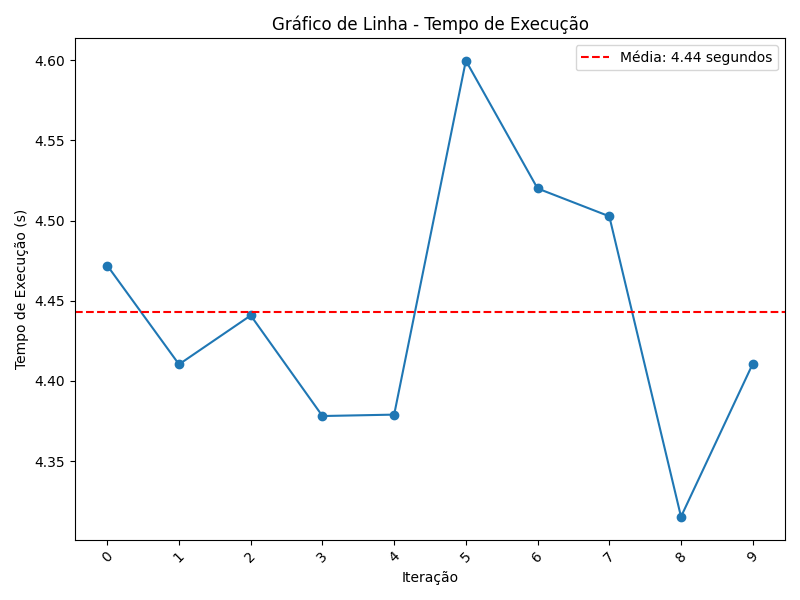 Gráfico de Linha - Tempo de Execução
Média: 4.44 segundos
Tempo de Execução (s)
4.60
4.55
4.50
4.45
4.40
4.35
0 1 2 3 4 5 6 7 8 9
Iteração